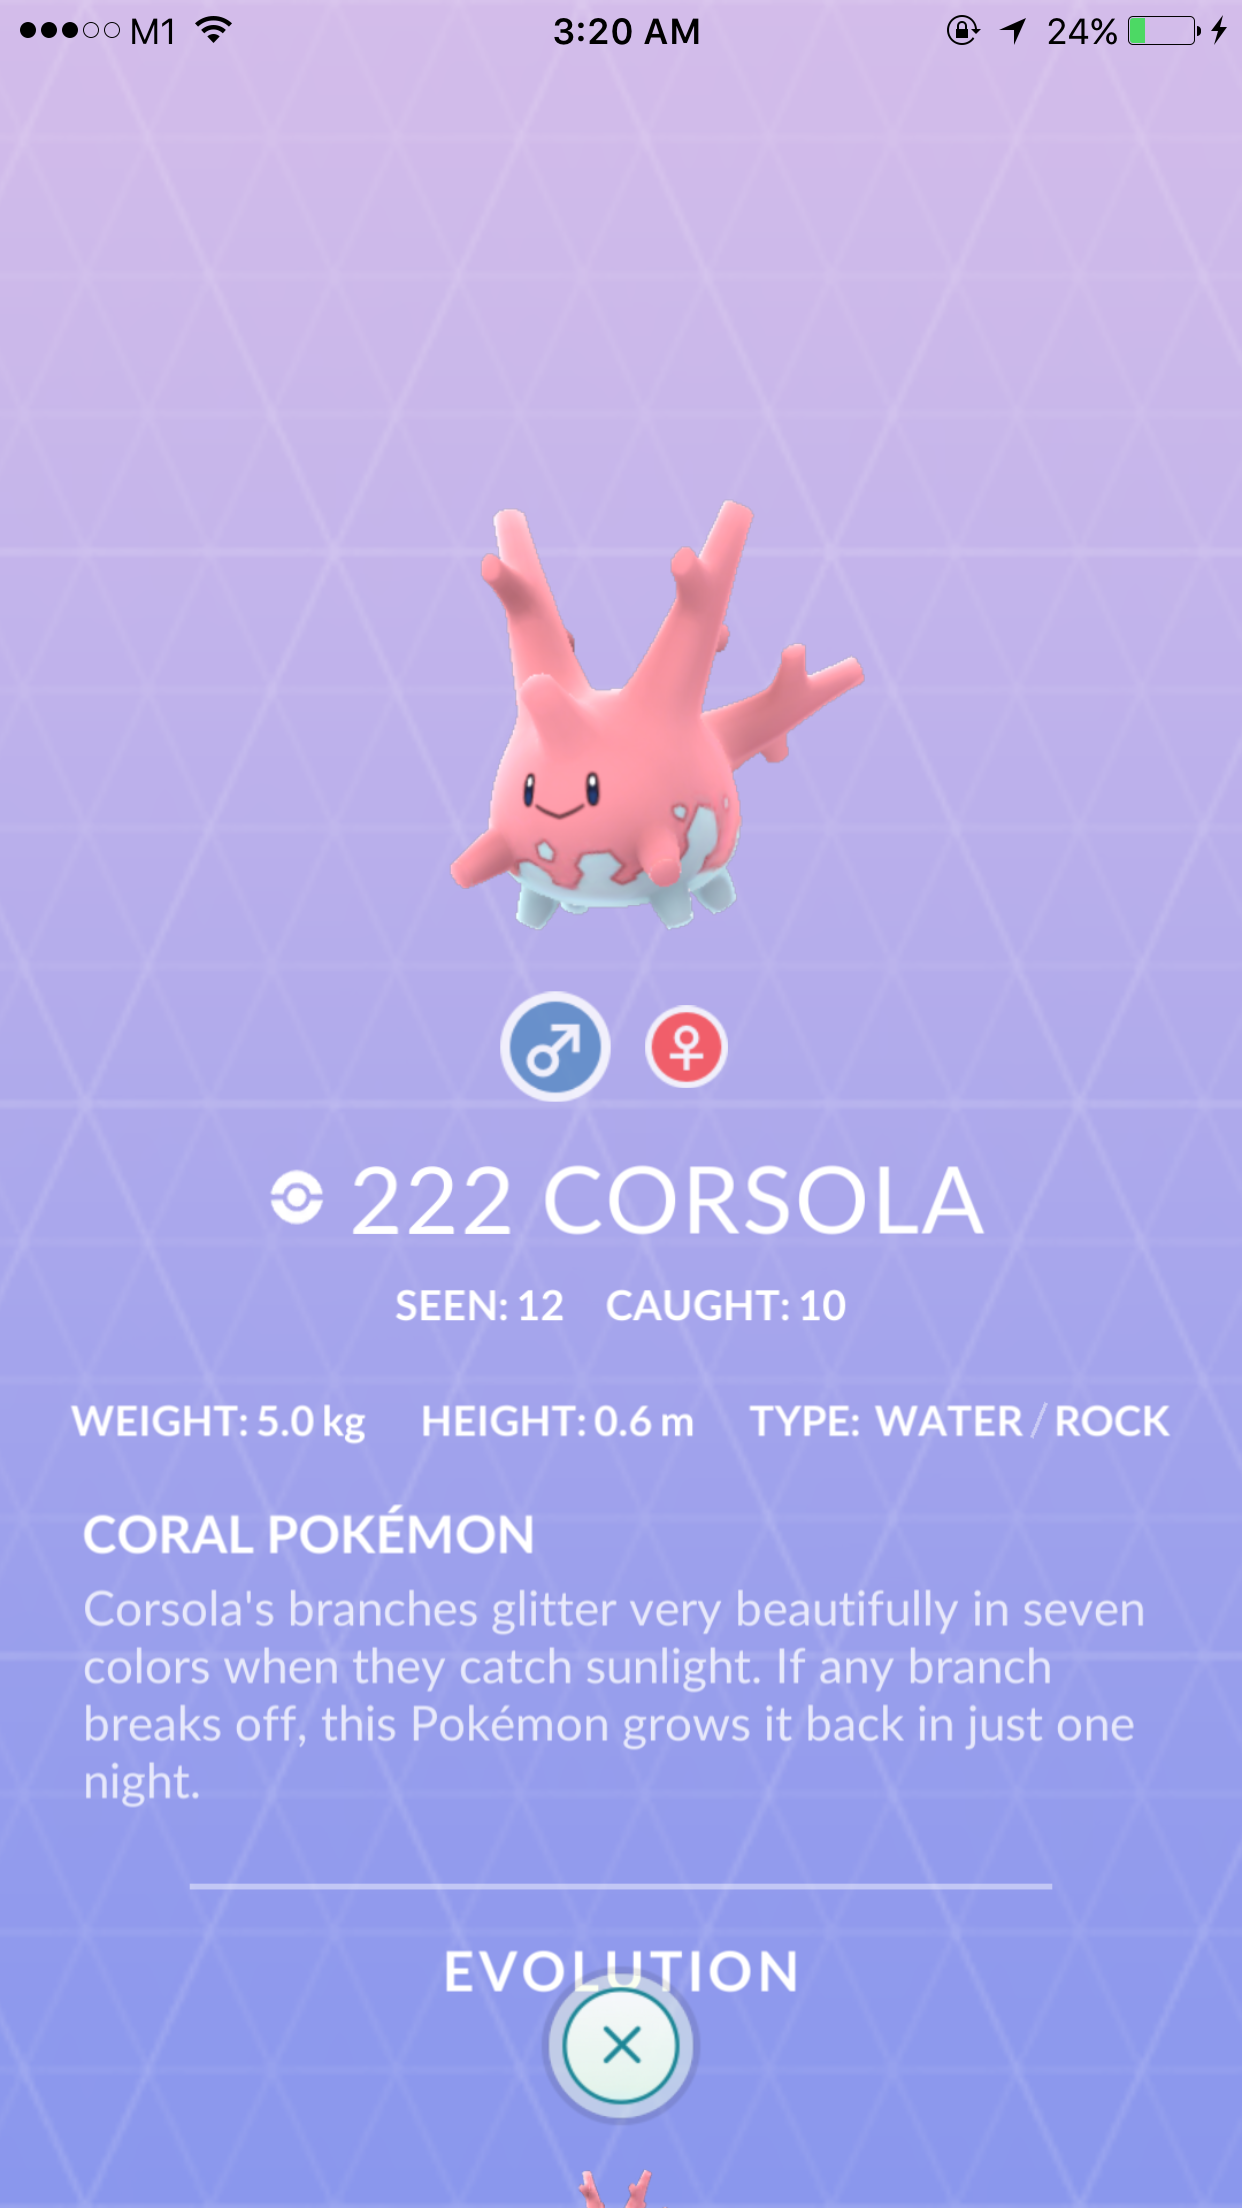 M1 3:20 AM 24%
222 CORSOLA
SEEN: 12 CAUGHT: 10
WEIGHT: 5.0 kg HEIGHT: 0.6 m TYPE: WATER / ROCK
CORAL POKÉMON
Corsola's branches glitter very beautifully in seven
colors when they catch sunlight. If any branch
breaks off, this Pokémon grows it back in just one
night.
EVOLUTION